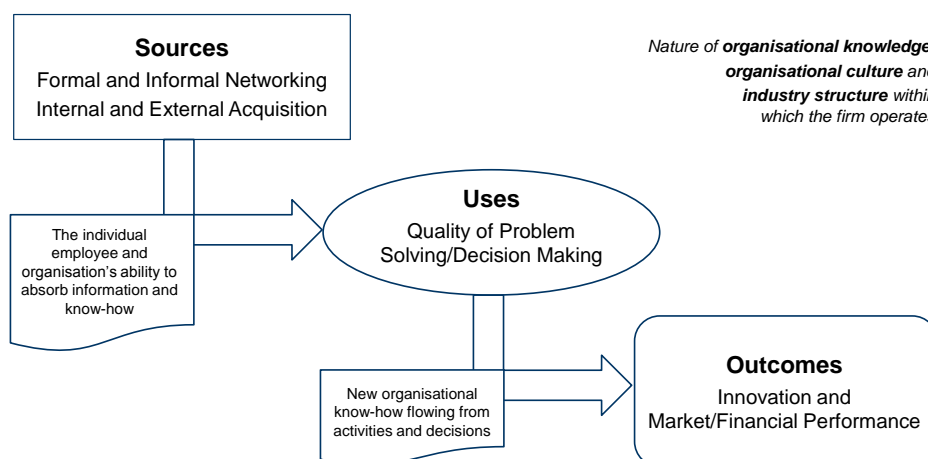 Sources
Formal and Informal Networking
Internal and External Acquisition
Nature of organisational knowledge
organisational culture and
industry structure within
which the firm operates
The individual
employee and
organisation's ability to
absorb information and
know-how
Uses
Quality of Problem
Solving/Decision Making
New organisational
know-how flowing from
activities and decisions
Outcomes
Innovation and
Market/Financial Performance